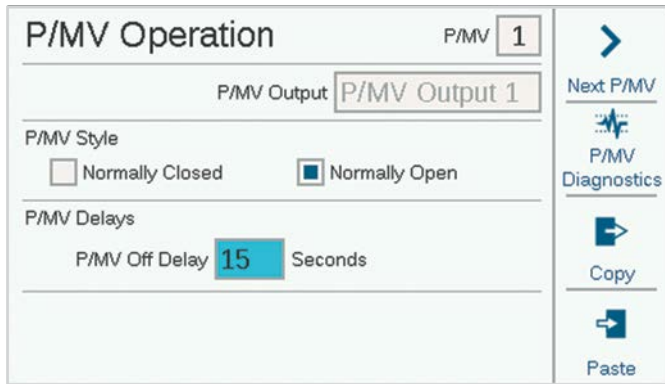 P/MV Operation
P/MV 1
P/MV Output P/MV Output 1
P/MV Style
Normally Closed
Normally Open
P/MV Delays
P/MV Off Delay 15 Seconds
Next P/MV
P/MV
Diagnostics
Copy
Paste